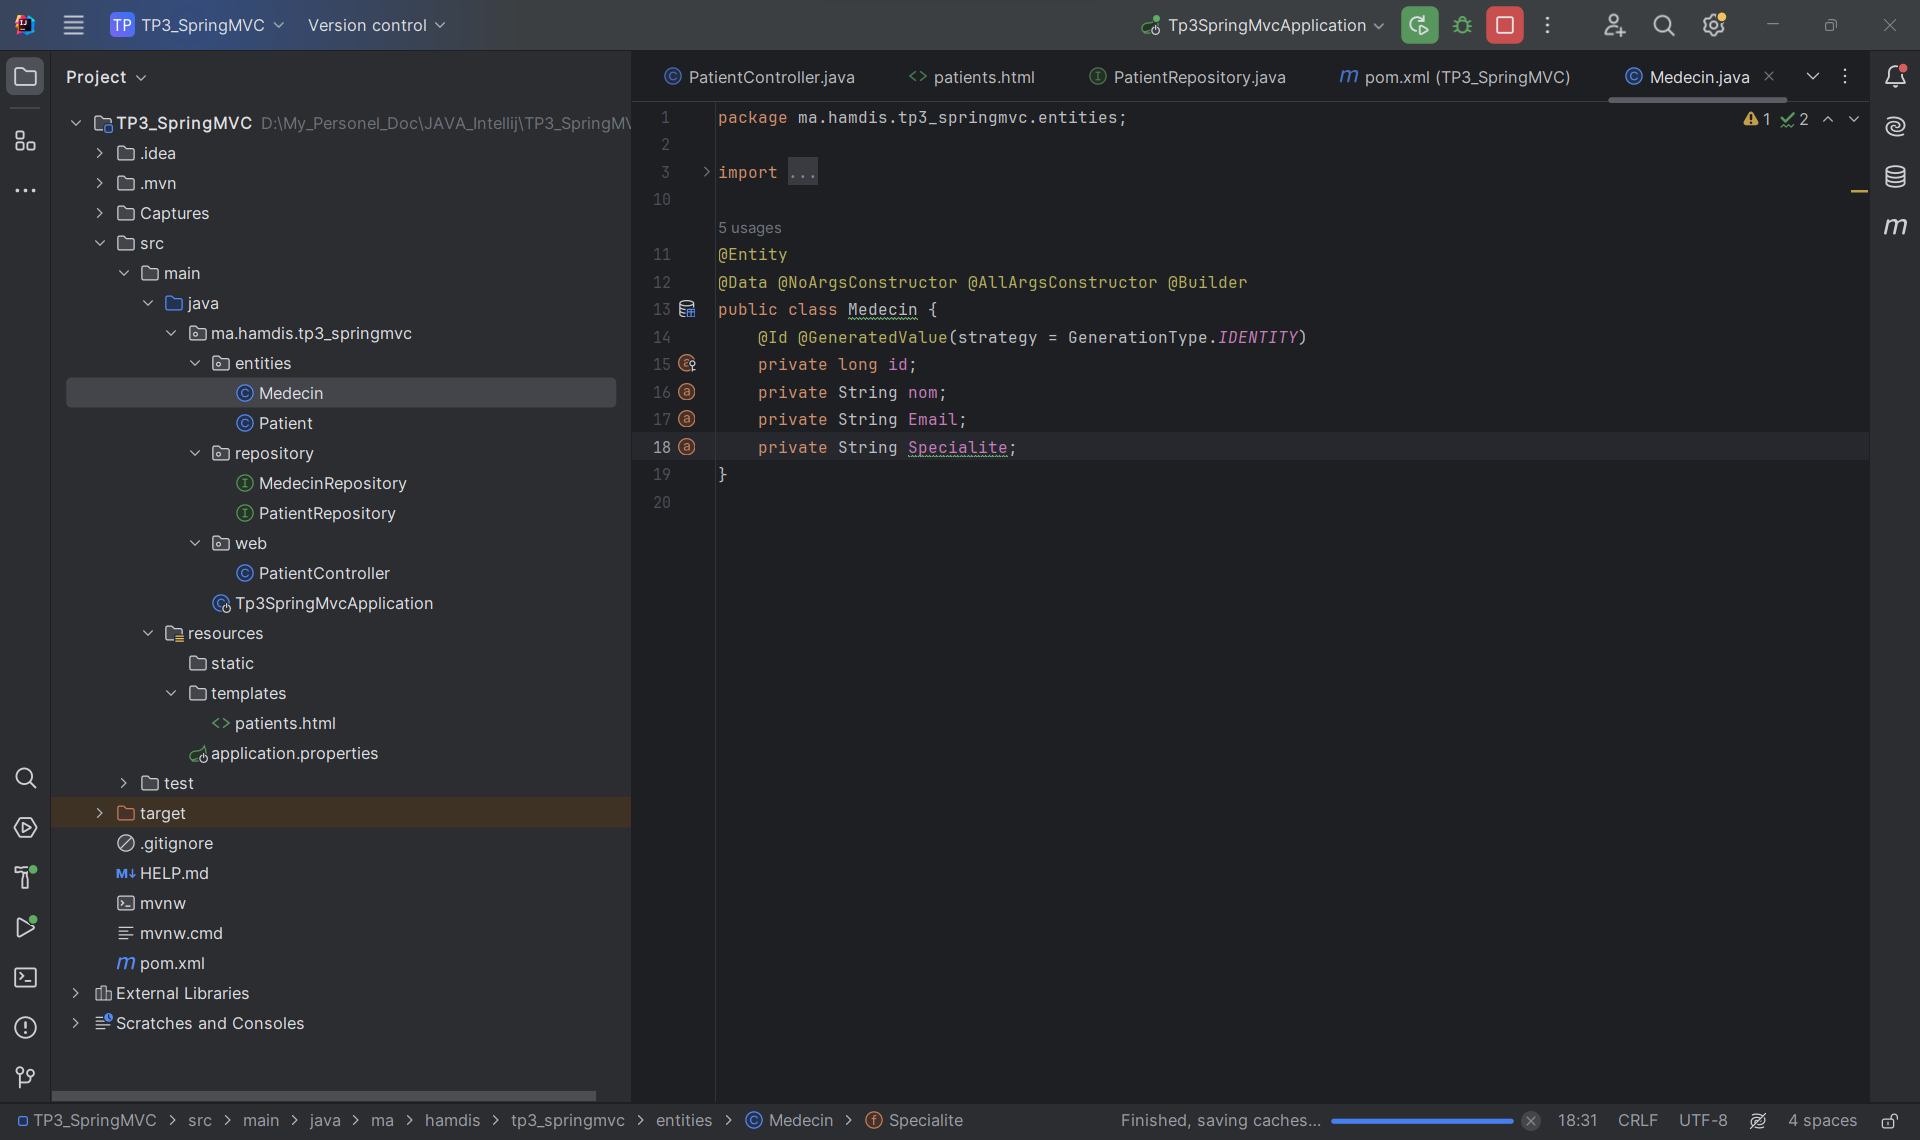 TP TP3_SpringMVC Version control Tp3SpringMvcApplication
Project
TP3_SpringMVC D:\My_Personel_Doc\JAVA_Intellij\TP3_SpringMV
.idea
.mvn
Captures
src
main
java
ma.hamdis.tp3_springmvc
entities
Medecin
Patient
repository
MedecinRepository
PatientRepository
web
PatientController
Tp3SpringMvcApplication
resources
static
templates
patients.html
application.properties
test
target
.gitignore
HELP.md
mvnw
mvnw.cmd
pom.xml
External Libraries
Scratches and Consoles
PatientController.java patients.html PatientRepository.java pom.xml (TP3_SpringMVC) Medecin.java
1 package ma.hamdis.tp3_springmvc.entities; 1 2
2
3 import ...
10
5 usages
11 @Entity
12 @Data @NoArgsConstructor @AllArgsConstructor @Builder
13 public class Medecin {
14 @Id @GeneratedValue(strategy = GenerationType.IDENTITY)
15 private long id;
16 private String nom;
17 private String Email;
18 private String Specialite;
19 }
20
TP3_SpringMVC > src > main > java > ma > hamdis > tp3_springmvc > entities > Medecin > Specialite Finished, saving caches... 18:31 CRLF UTF-8 4 spaces